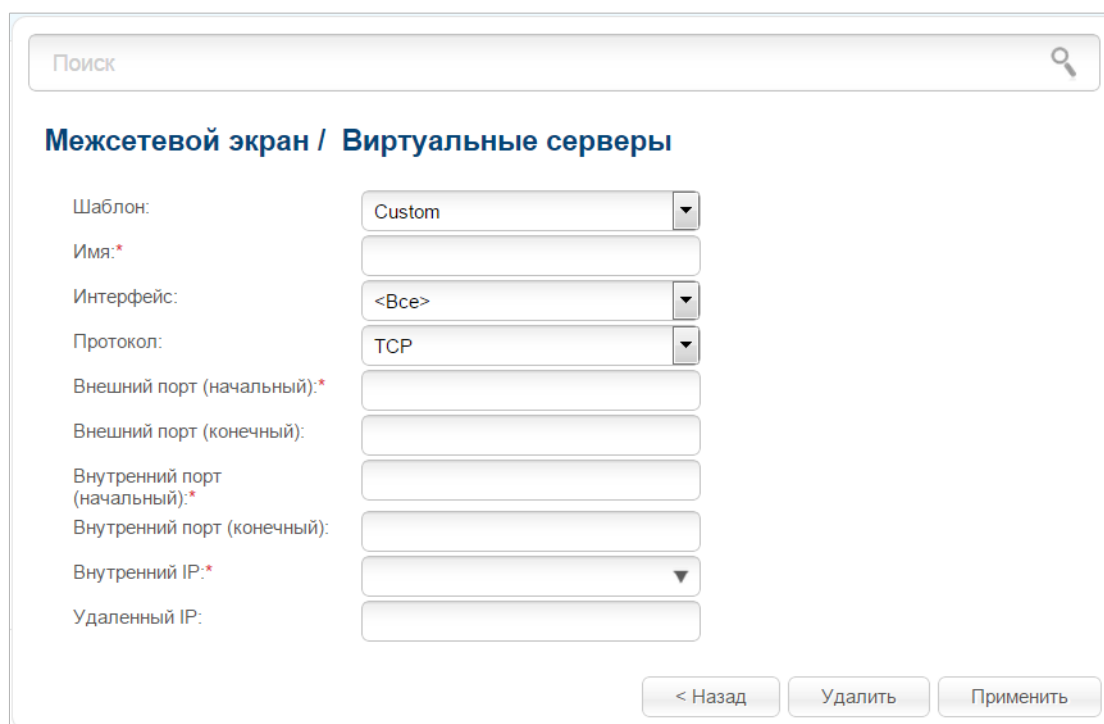 Поиск
Межсетевой экран / Виртуальные серверы
Шаблон: Custom
Имя:*
Интерфейс: <Все>
Протокол: TCP
Внешний порт (начальный):*
Внешний порт (конечный):
Внутренний порт
(начальный):*
Внутренний порт (конечный):
Внутренний IP:*
Удаленный IP:
< Назад Удалить Применить